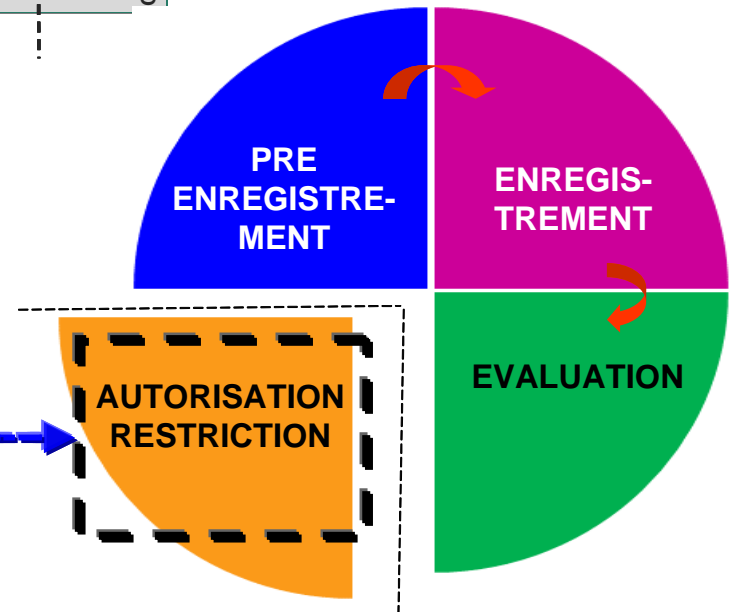 PRE
ENREGISTRE-
MENT
ENREGIS-
TREMENT
AUTORISATION
RESTRICTION
EVALUATION